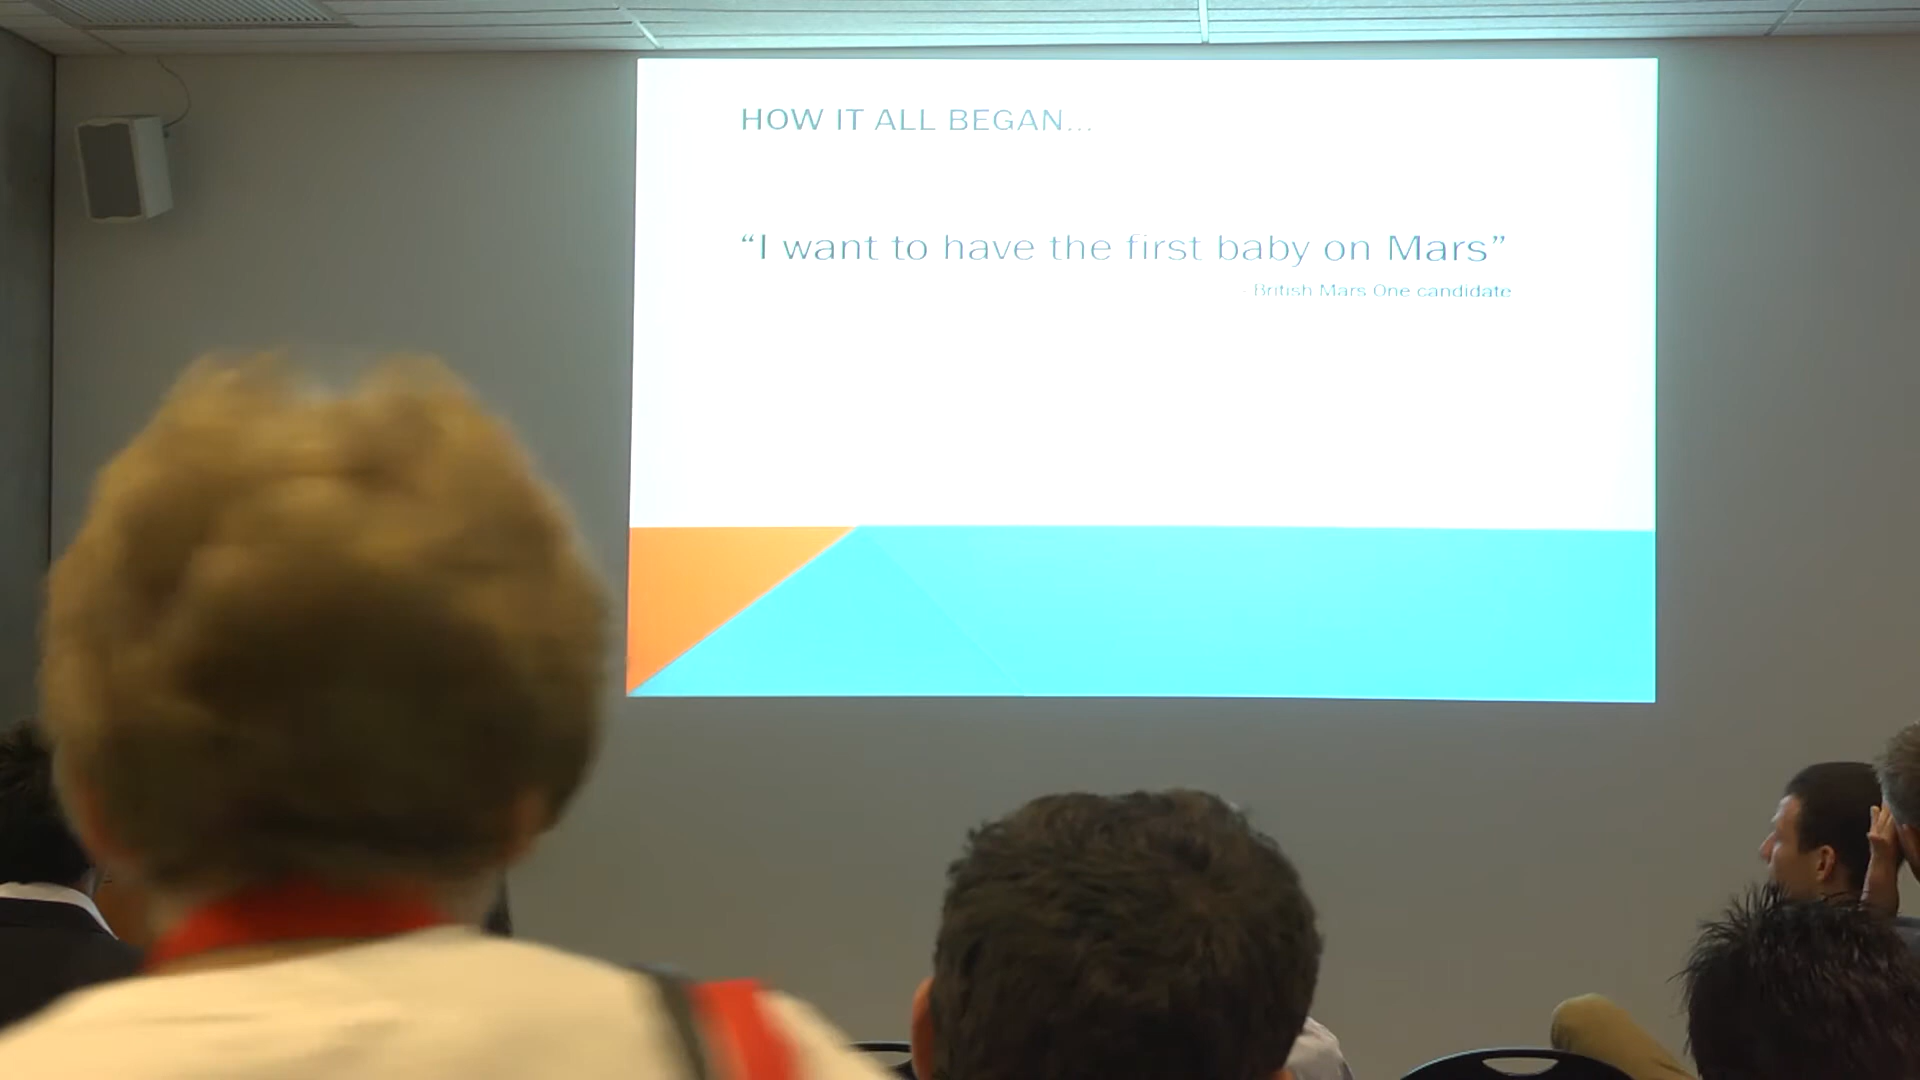 HOW IT ALL BEGAN...
“I want to have the first baby on Mars”
- British Mars One candidate